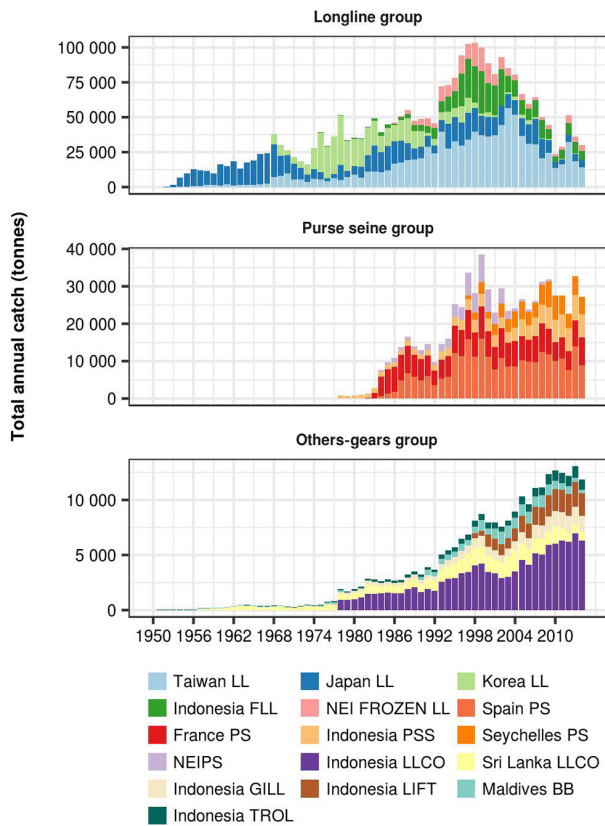 Longline group
100 000
75 000
50 000
25 000
0
Purse seine group
40 000
30 000
20 000
10 000
0
Total annual catch (tonnes)
Others-gears group
10 000
5 000
0
1950 1956 1962 1968 1974 1980 1986 1992 1998 2004 2010
Taiwan LL Japan LL Korea LL
Indonesia FLL NEI FROZEN LL Spain PS
France PS Indonesia PSS Seychelles PS
NEIPS Indonesia LLCO Sri Lanka LLCO
Indonesia GILL Indonesia LIFT Maldives BB
Indonesia TROL